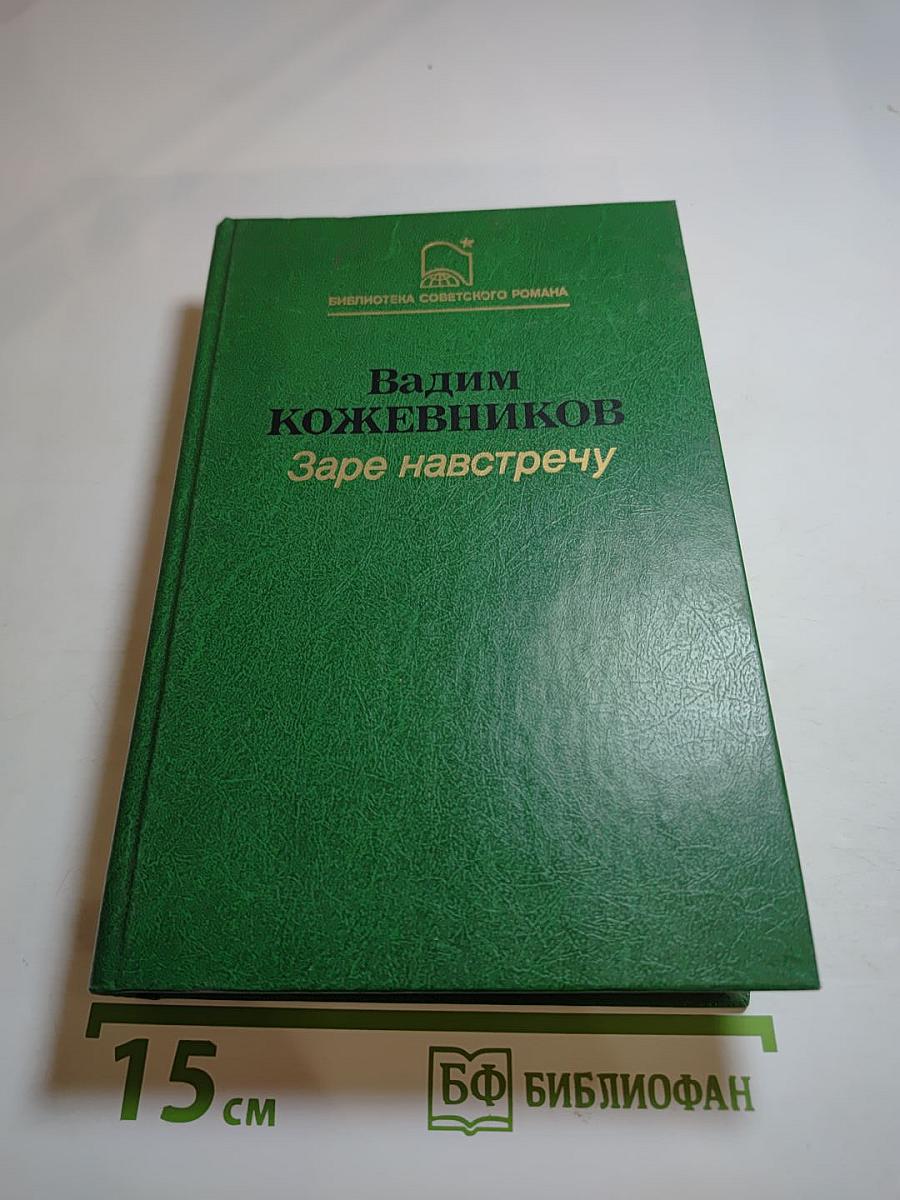 БИБЛИОТЕКА СОВЕТСКОГО РОМАНА
Вадим
КОЖЕВНИКОВ
Заре навстречу
15 см
БФ БИБЛИОФАН